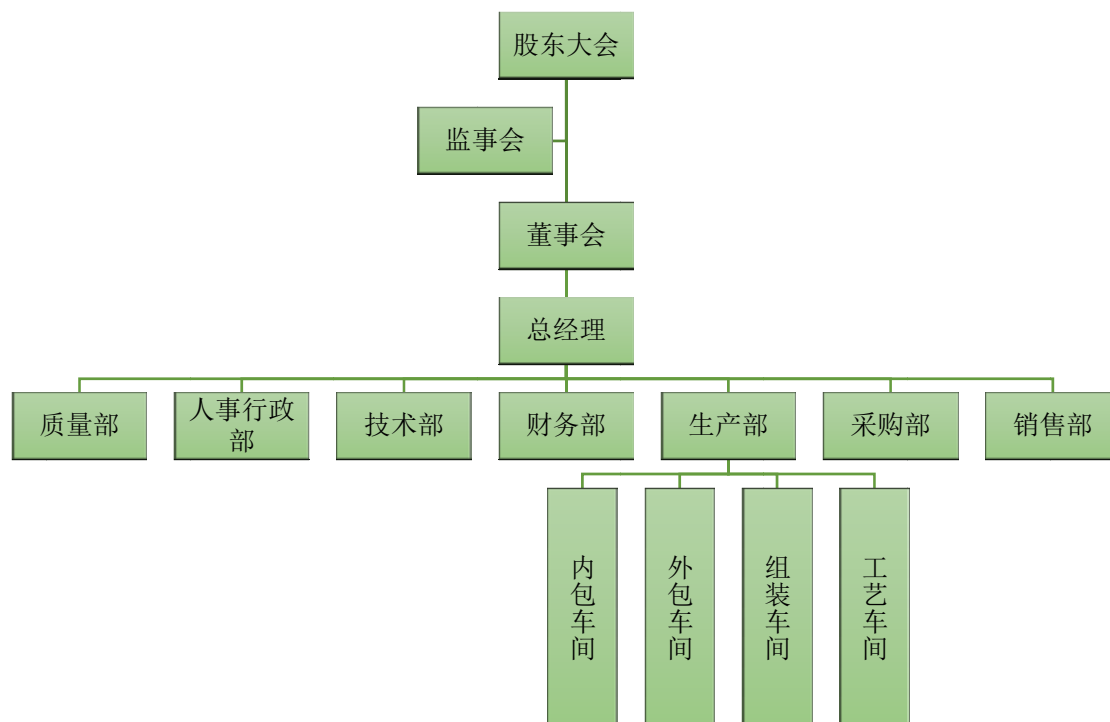 股东大会
监事会
董事会
总经理
质量部
人事行政
部
技术部
财务部
生产部
采购部
销售部
内包车间
外包车间
组装车间
工艺车间